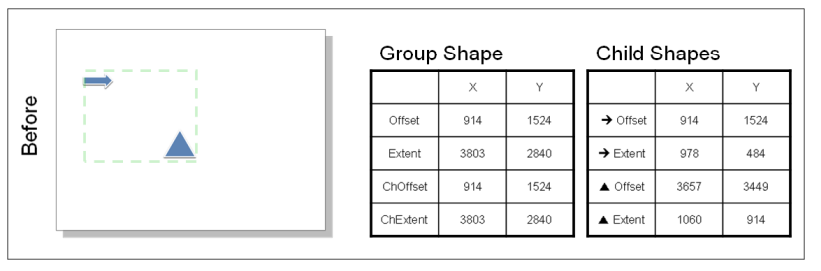 Before
Group Shape
X Y
Offset 914 1524
Extent 3803 2840
ChOffset 914 1524
ChExtent 3803 2840
Child Shapes
X Y
➔ Offset 914 1524
➔ Extent 978 484
▲ Offset 3657 3449
▲ Extent 1060 914